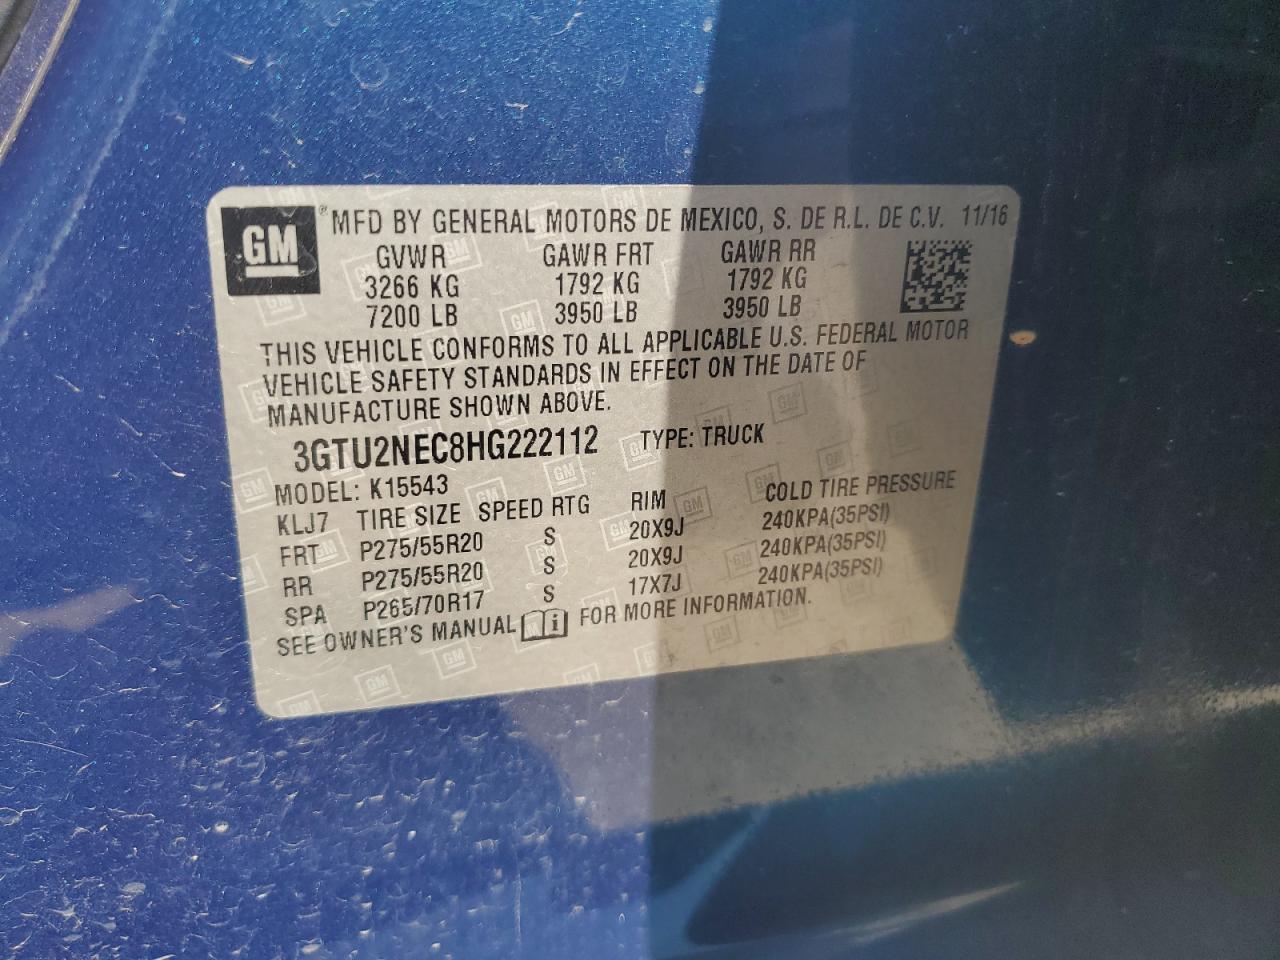 GM ® MFD BY GENERAL MOTORS DE MEXICO, S. DE R.L. DE C.V. 11/16
GVWR GAWR FRT GAWR RR
3266 KG 1792 KG 1792 KG
7200 LB 3950 LB 3950 LB
THIS VEHICLE CONFORMS TO ALL APPLICABLE U.S. FEDERAL MOTOR
VEHICLE SAFETY STANDARDS IN EFFECT ON THE DATE OF
MANUFACTURE SHOWN ABOVE.
3GTU2NEC8HG222112 TYPE: TRUCK
MODEL: K15543
KLJ7 TIRE SIZE SPEED RTG RIM COLD TIRE PRESSURE
FRT P275/55R20 S 20X9J 240KPA(35PSI)
RR P275/55R20 S 20X9J 240KPA(35PSI)
SPA P265/70R17 S 17X7J 240KPA(35PSI)
SEE OWNER'S MANUAL i FOR MORE INFORMATION.